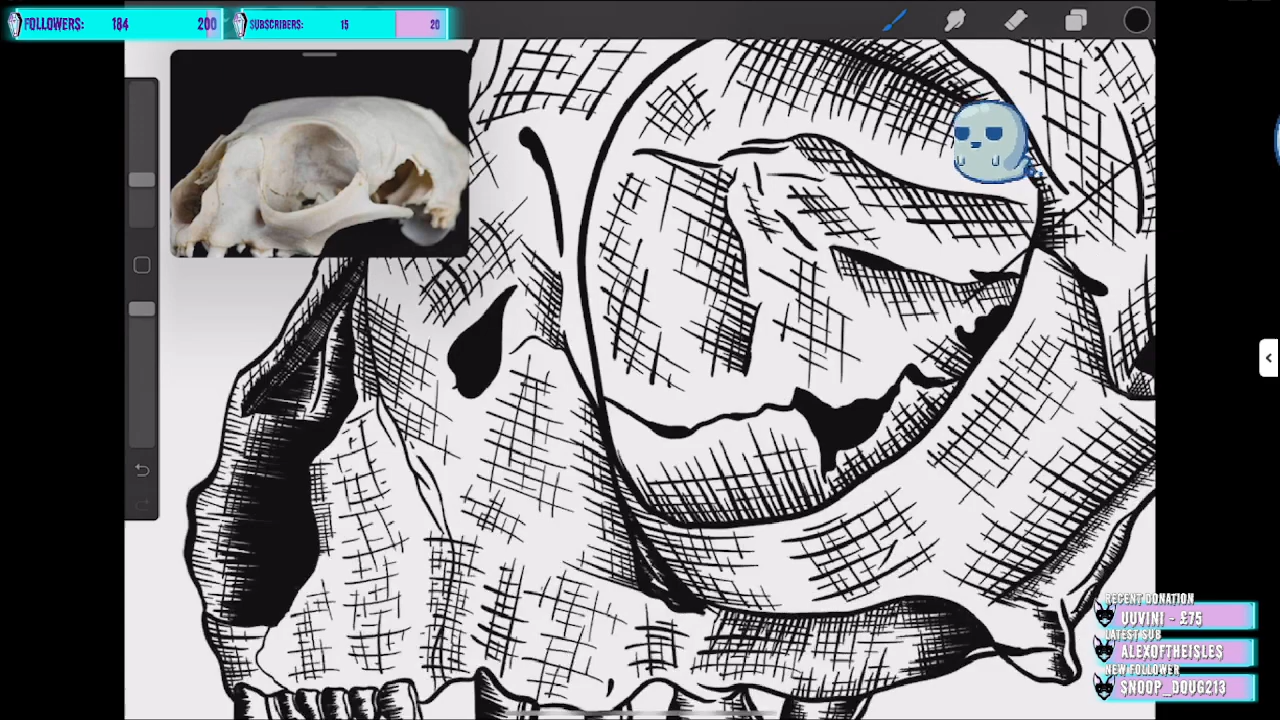 FOLLOWERS: 184 200
SUBSCRIBERS: 15 20
RECENT DONATION
UUVINI - £75
LATEST SUB
ALEXOFTHEISLES
NEW FOLLOWER
SNOOP_DOUG213